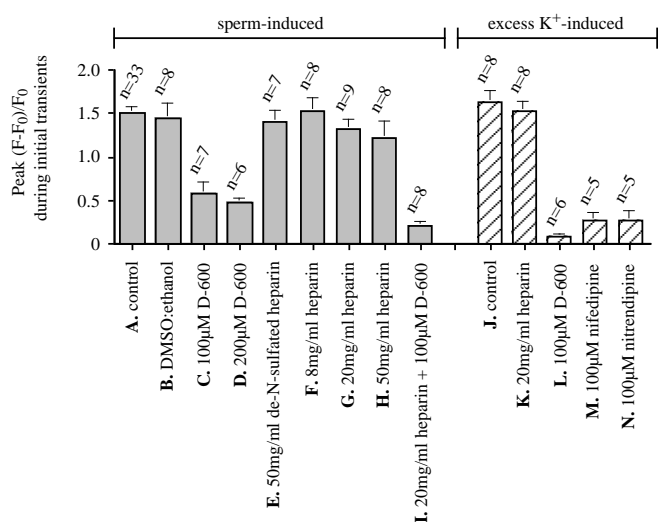 sperm-induced
excess K⁺-induced
Peak (F-F₀)/F₀
during initial transients
2.0
1.5
1.0
0.5
0
n=33
n=8
n=7
n=6
n=7
n=8
n=9
n=8
n=8
n=8
n=8
n=6
n=5
n=5
A. control
B. DMSO:ethanol
C. 100µM D-600
D. 200µM D-600
E. 50mg/ml de-N-sulfated heparin
F. 8mg/ml heparin
G. 20mg/ml heparin
H. 50mg/ml heparin
I. 20mg/ml heparin + 100µM D-600
J. control
K. 20mg/ml heparin
L. 100µM D-600
M. 100µM nifedipine
N. 100µM nitrendipine